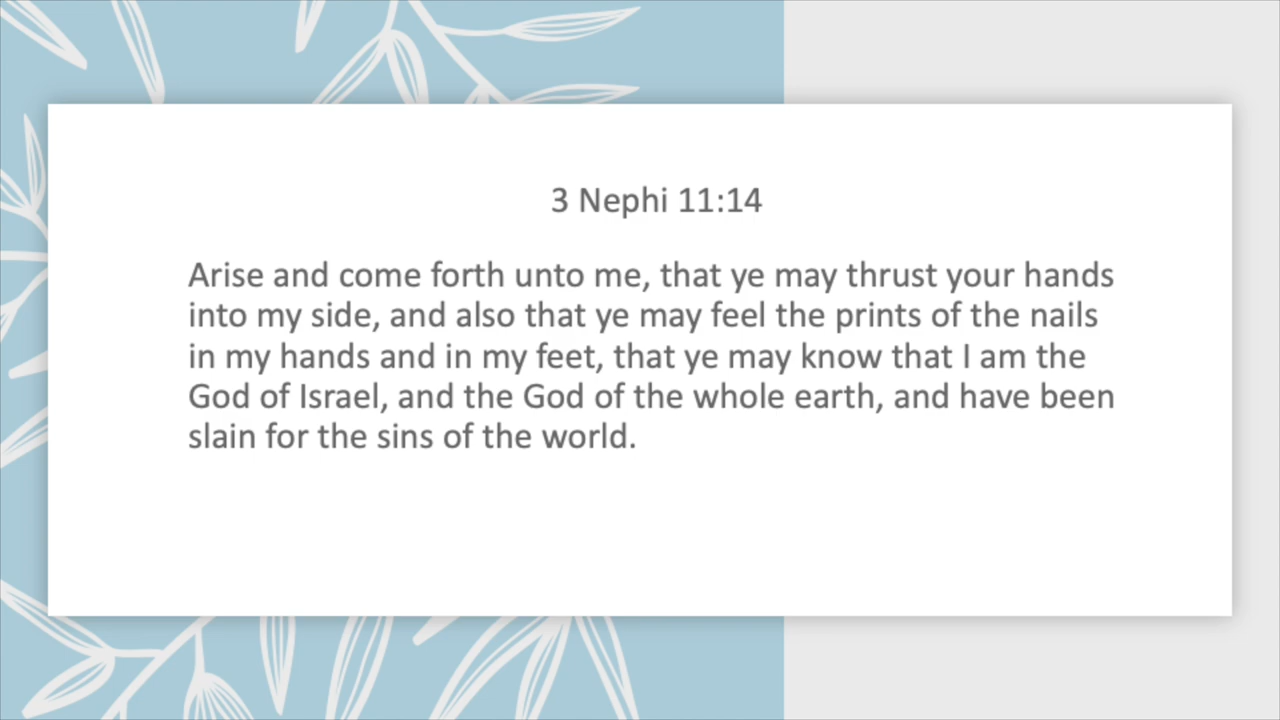 3 Nephi 11:14
Arise and come forth unto me, that ye may thrust your hands
into my side, and also that ye may feel the prints of the nails
in my hands and in my feet, that ye may know that I am the
God of Israel, and the God of the whole earth, and have been
slain for the sins of the world.